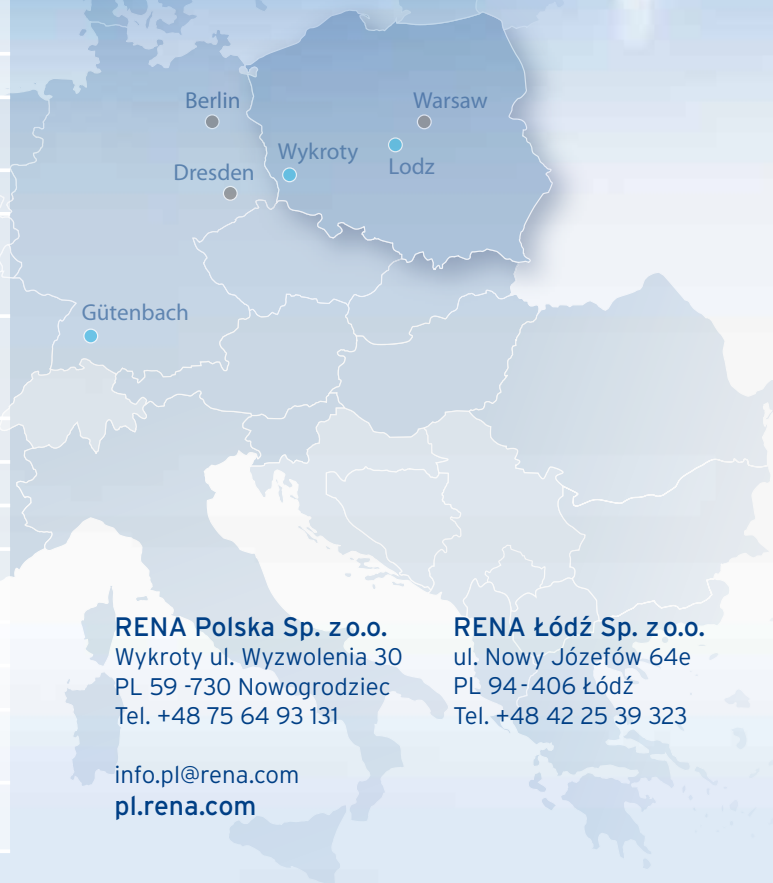 Berlin
Warsaw
Wykroty
Lodz
Dresden
Gütenbach
RENA Polska Sp. z o.o.
Wykroty ul. Wyzwolenia 30
PL 59 -730 Nowogrodziec
Tel. +48 75 64 93 131
info.pl@rena.com
pl.rena.com
RENA Łódź Sp. z o.o.
ul. Nowy Józefów 64e
PL 94-406 Łódź
Tel. +48 42 25 39 323